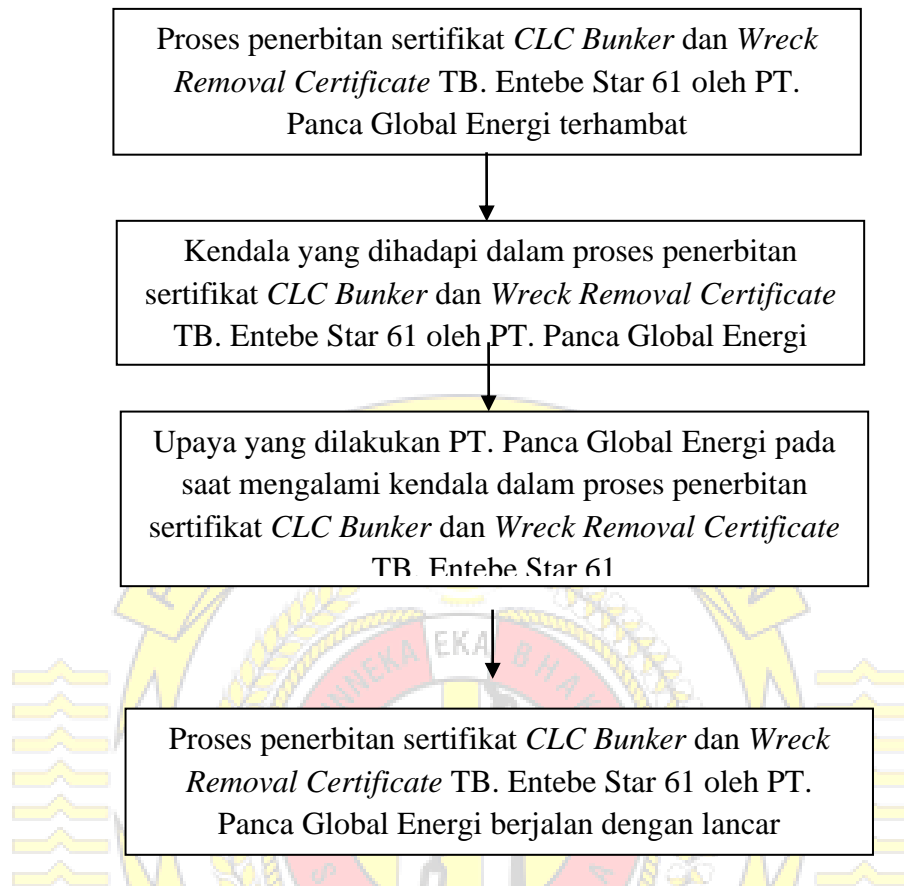 Proses penerbitan sertifikat CLC Bunker dan Wreck
Removal Certificate TB. Entebe Star 61 oleh PT.
Panca Global Energi terhambat
Kendala yang dihadapi dalam proses penerbitan
sertifikat CLC Bunker dan Wreck Removal Certificate
TB. Entebe Star 61 oleh PT. Panca Global Energi
Upaya yang dilakukan PT. Panca Global Energi pada
saat mengalami kendala dalam proses penerbitan
sertifikat CLC Bunker dan Wreck Removal Certificate
TB. Entebe Star 61
NNEKA EKA BHAK
Proses penerbitan sertifikat CLC Bunker dan Wreck
Removal Certificate TB. Entebe Star 61 oleh PT.
Panca Global Energi berjalan dengan lancar